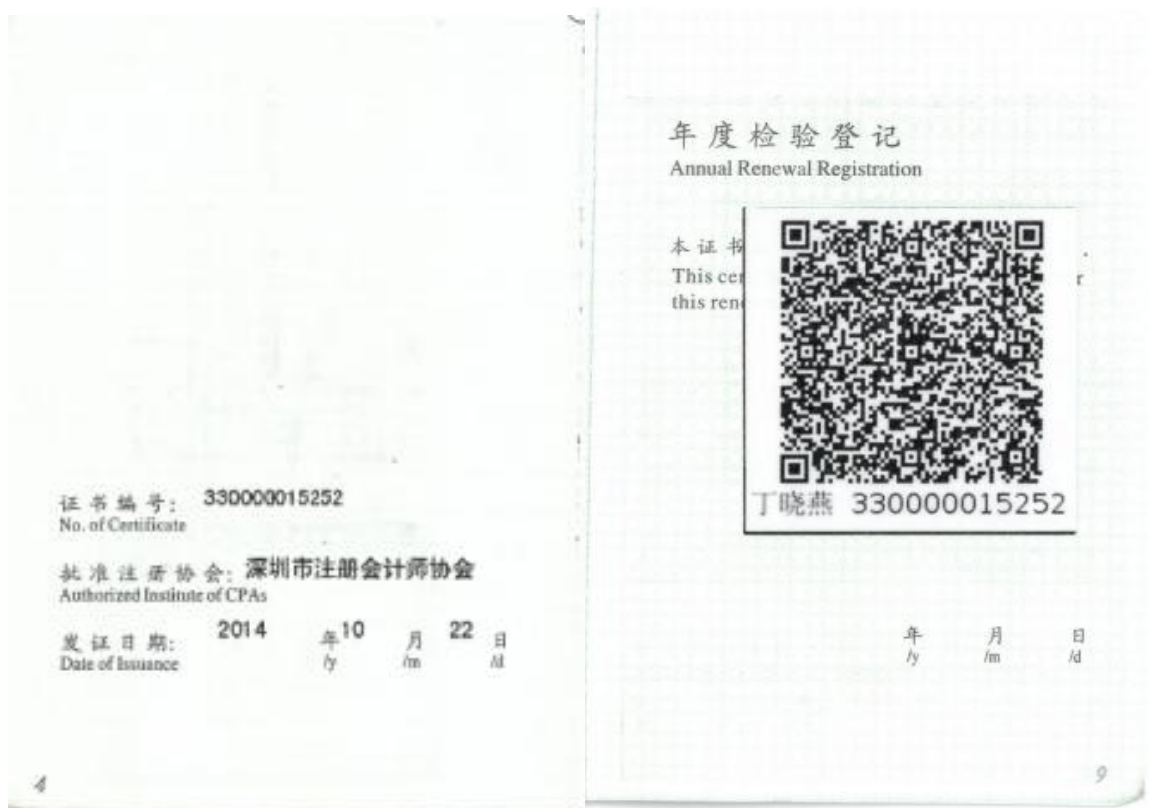 证书编号: 330000015252
No. of Certificate
批准注册协会: 深圳市注册会计师协会
Authorized Institute of CPAs
发证日期: 2014 年 10 月 22 日
Date of Issuance /y /m /d
4
年度检验登记
Annual Renewal Registration
本证书
This cer r
this ren
丁晓燕 330000015252
年 月 日
/y /m /d
9